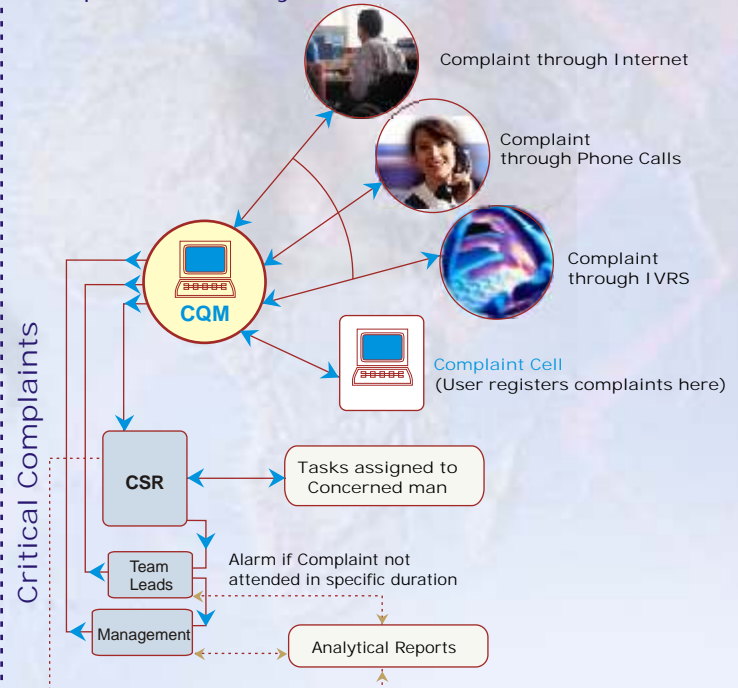 Complaint through Internet
Complaint
through Phone Calls
Complaint
through IVRS
CQM
Complaint Cell
(User registers complaints here)
Critical Complaints
CSR
Tasks assigned to
Concerned man
Team
Leads
Alarm if Complaint not
attended in specific duration
Management
Analytical Reports